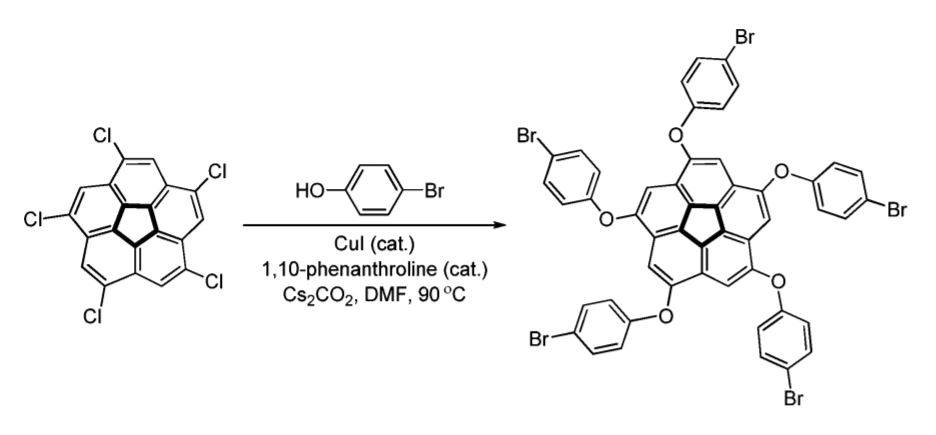 Br
Br
Cl
O
Cl
HO
Br
O
Br
Cl
O
CuI (cat.)
1,10-phenanthroline (cat.)
Cl
O
Cs₂CO₂, DMF, 90 °C
Cl
O
Br
Br